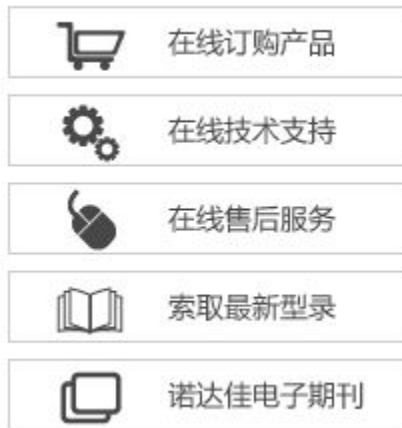 在线订购产品
在线技术支持
在线售后服务
索取最新型录
诺达佳电子期刊